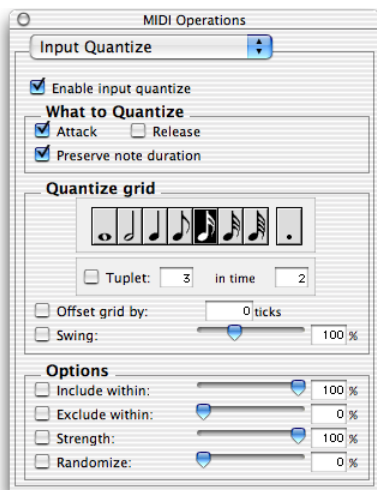 MIDI Operations
Input Quantize
Enable input quantize
What to Quantize
Attack Release
Preserve note duration
Quantize grid
Tuplet: 3 in time 2
Offset grid by: 0 ticks
Swing: 100 %
Options
Include within: 100 %
Exclude within: 0 %
Strength: 100 %
Randomize: 0 %